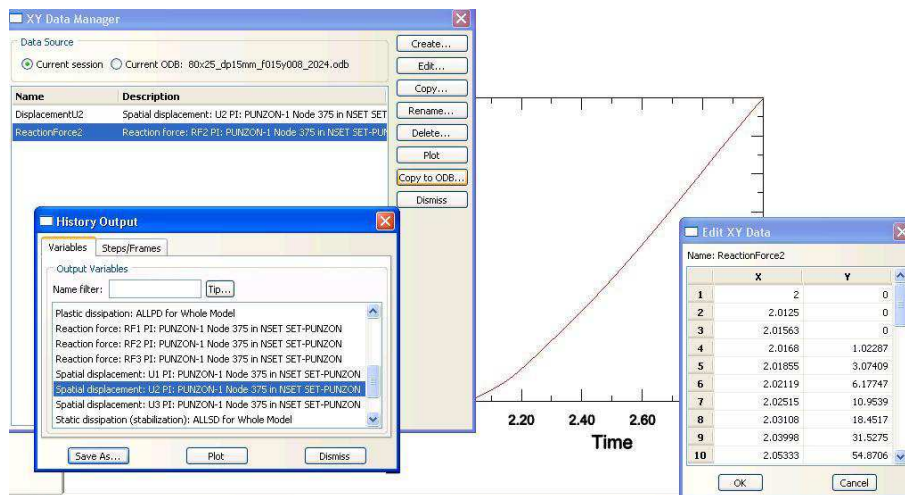 XY Data Manager
Data Source
Current session Current ODB: 80x25_dp15mm_f015y008_2024.odb
Name Description
DisplacementU2 Spatial displacement: U2 PI: PUNZON-1 Node 375 in NSET SET
ReactionForce2 Reaction force: RF2 PI: PUNZON-1 Node 375 in NSET SET-PUN
Create...
Edit...
Copy...
Rename...
Delete...
Plot
Copy to ODB...
Dismiss
History Output
Variables Steps/Frames
Output Variables
Name filter: Tip...
Plastic dissipation: ALLPD for Whole Model
Reaction force: RF1 PI: PUNZON-1 Node 375 in NSET SET-PUNZON
Reaction force: RF2 PI: PUNZON-1 Node 375 in NSET SET-PUNZON
Reaction force: RF3 PI: PUNZON-1 Node 375 in NSET SET-PUNZON
Spatial displacement: U1 PI: PUNZON-1 Node 375 in NSET SET-PUNZON
Spatial displacement: U2 PI: PUNZON-1 Node 375 in NSET SET-PUNZON
Spatial displacement: U3 PI: PUNZON-1 Node 375 in NSET SET-PUNZON
Static dissipation (stabilization): ALLSD for Whole Model
Save As... Plot Dismiss
2.20 2.40 2.60
Time
Edit XY Data
Name: ReactionForce2
X Y
1 2 0
2 2.0125 0
3 2.01563 0
4 2.0168 1.02287
5 2.01855 3.07409
6 2.02119 6.17747
7 2.02515 10.9539
8 2.03108 18.4517
9 2.03998 31.5275
10 2.05333 54.8706
OK Cancel